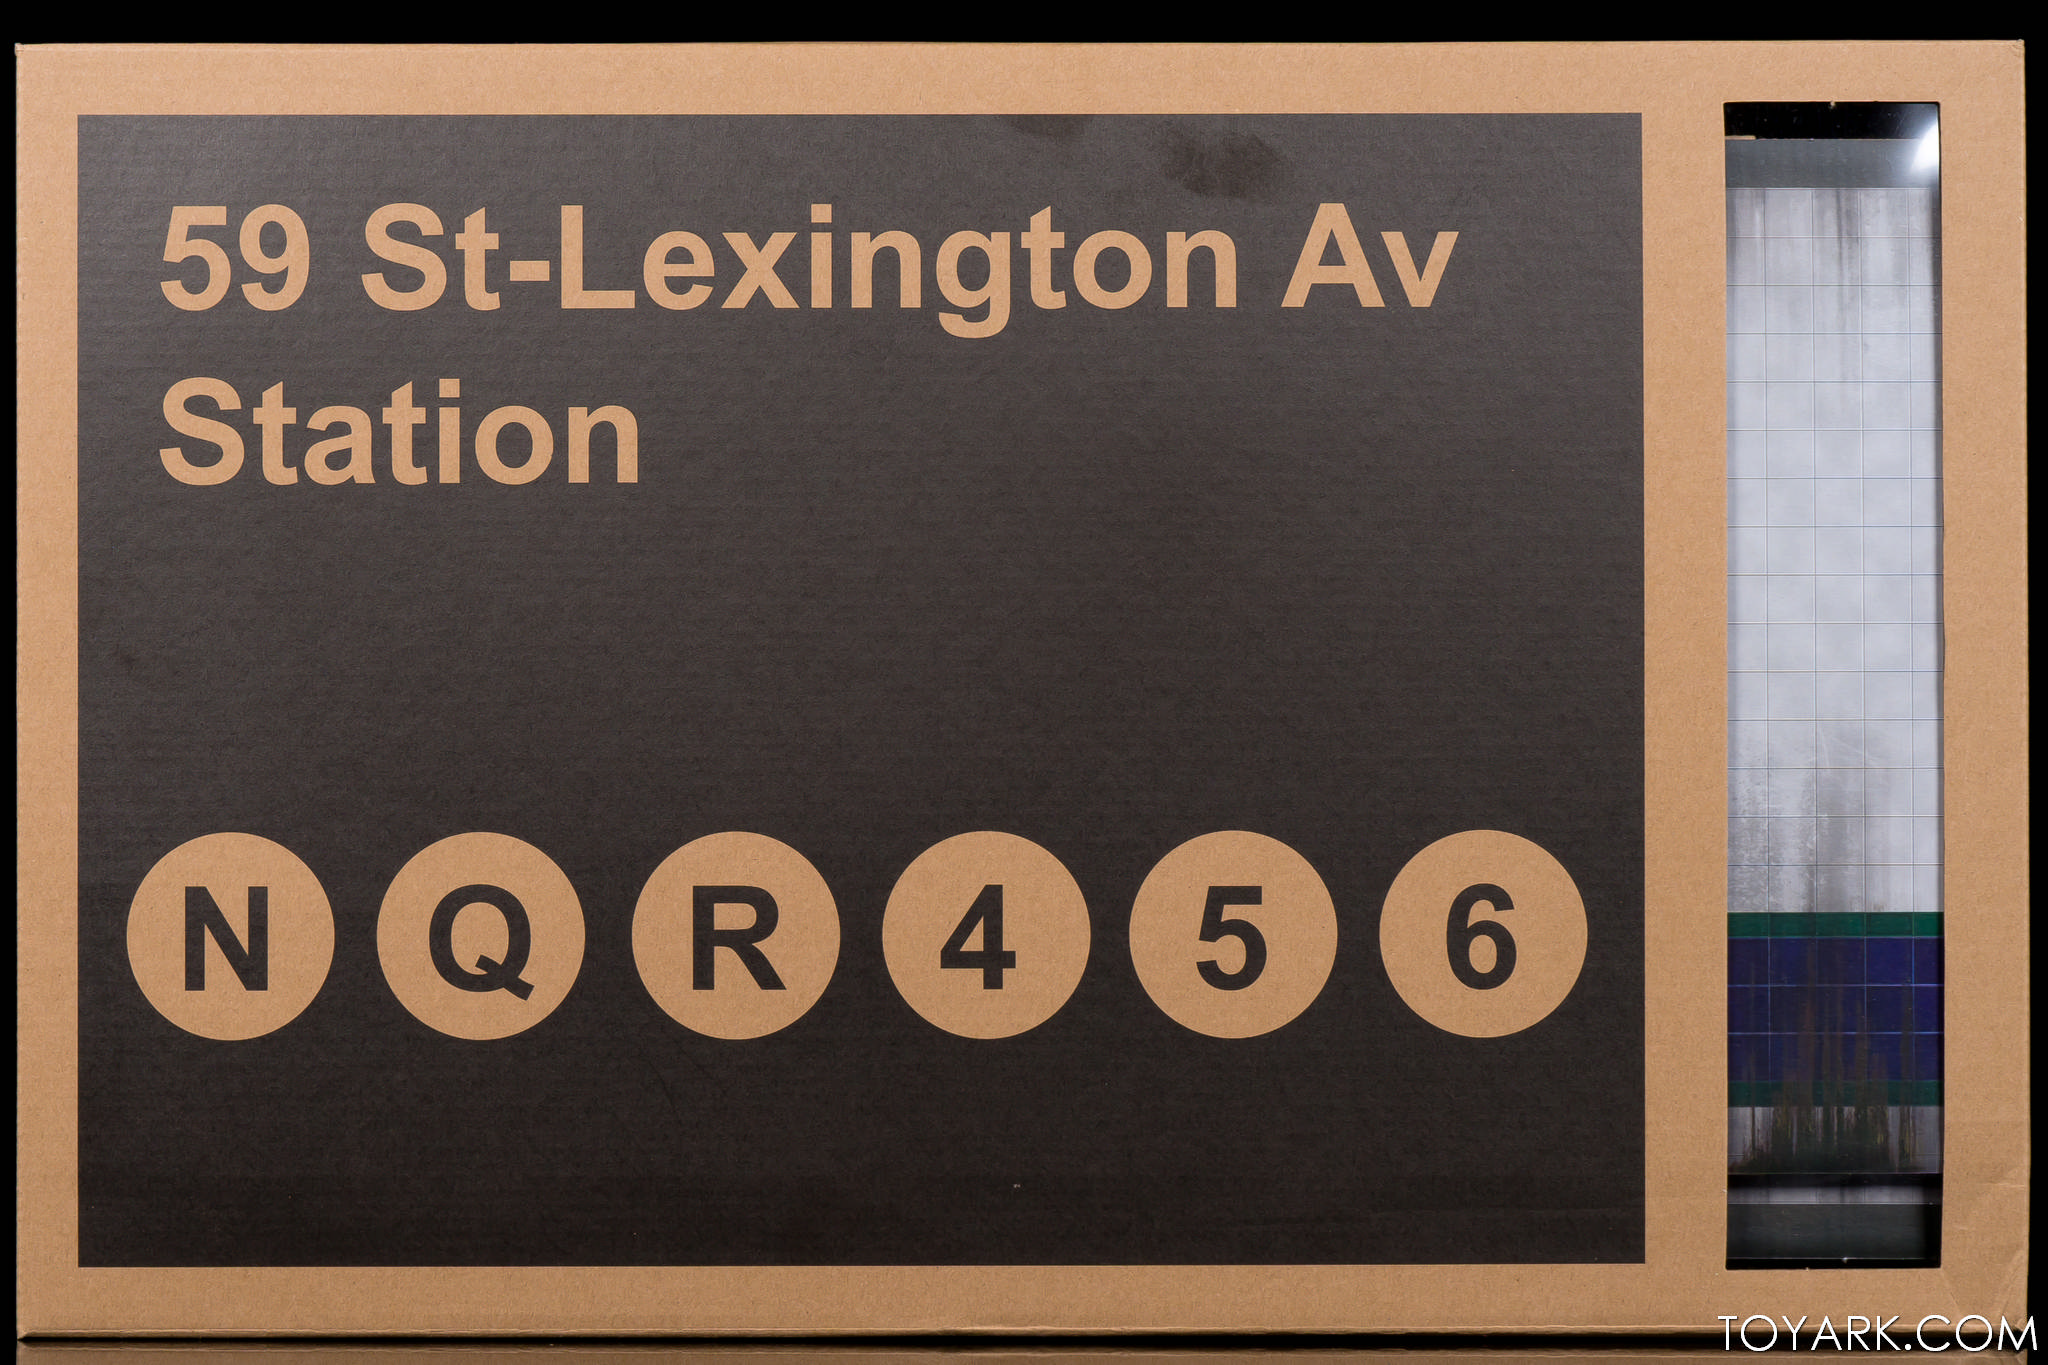 59 St-Lexington Av
Station
N Q R 4 5 6
TOYARK.COM